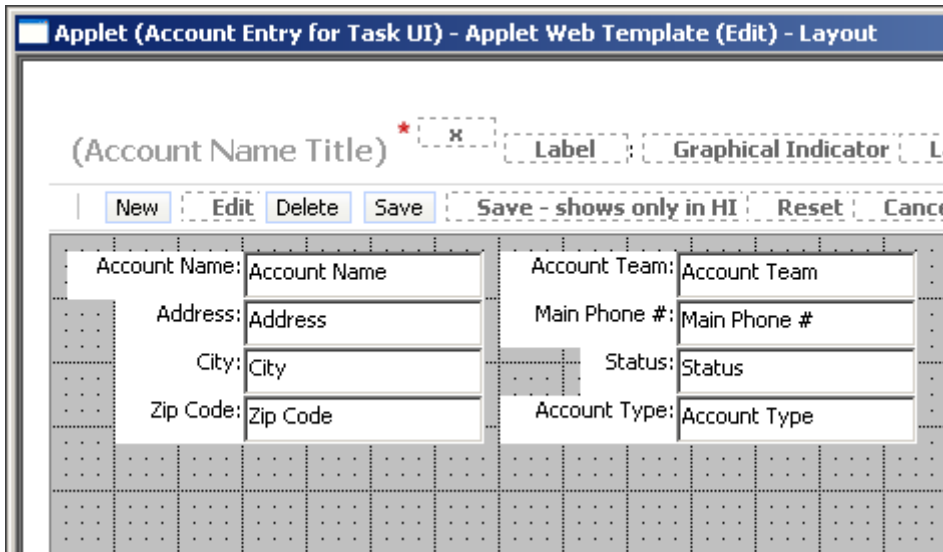 Applet (Account Entry for Task UI) - Applet Web Template (Edit) - Layout
(Account Name Title) * x Label : Graphical Indicator L
New Edit Delete Save Save - shows only in HI Reset Cance
Account Name: Account Name Account Team: Account Team
Address: Address Main Phone #: Main Phone #
City: City Status: Status
Zip Code: Zip Code Account Type: Account Type